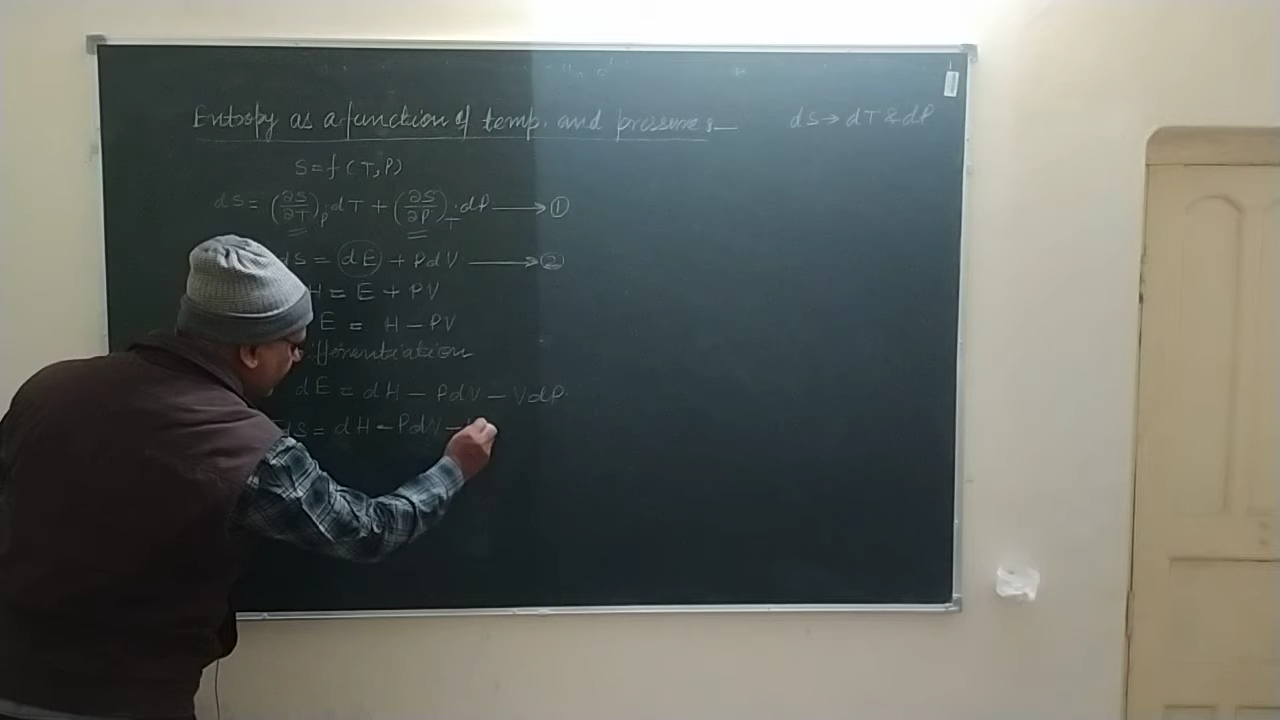 Entropy as a function of temp. and pressure :—
dS → dT & dP
S = f (T, P)
dS = (∂S/∂T)P . dT + (∂S/∂P)T . dP ⟶ ①
dS = dE + PdV ⟶ ②
H = E + PV
E = H – PV
ifferentiation
dE = dH – PdV – VdP
dS = dH – PdV –